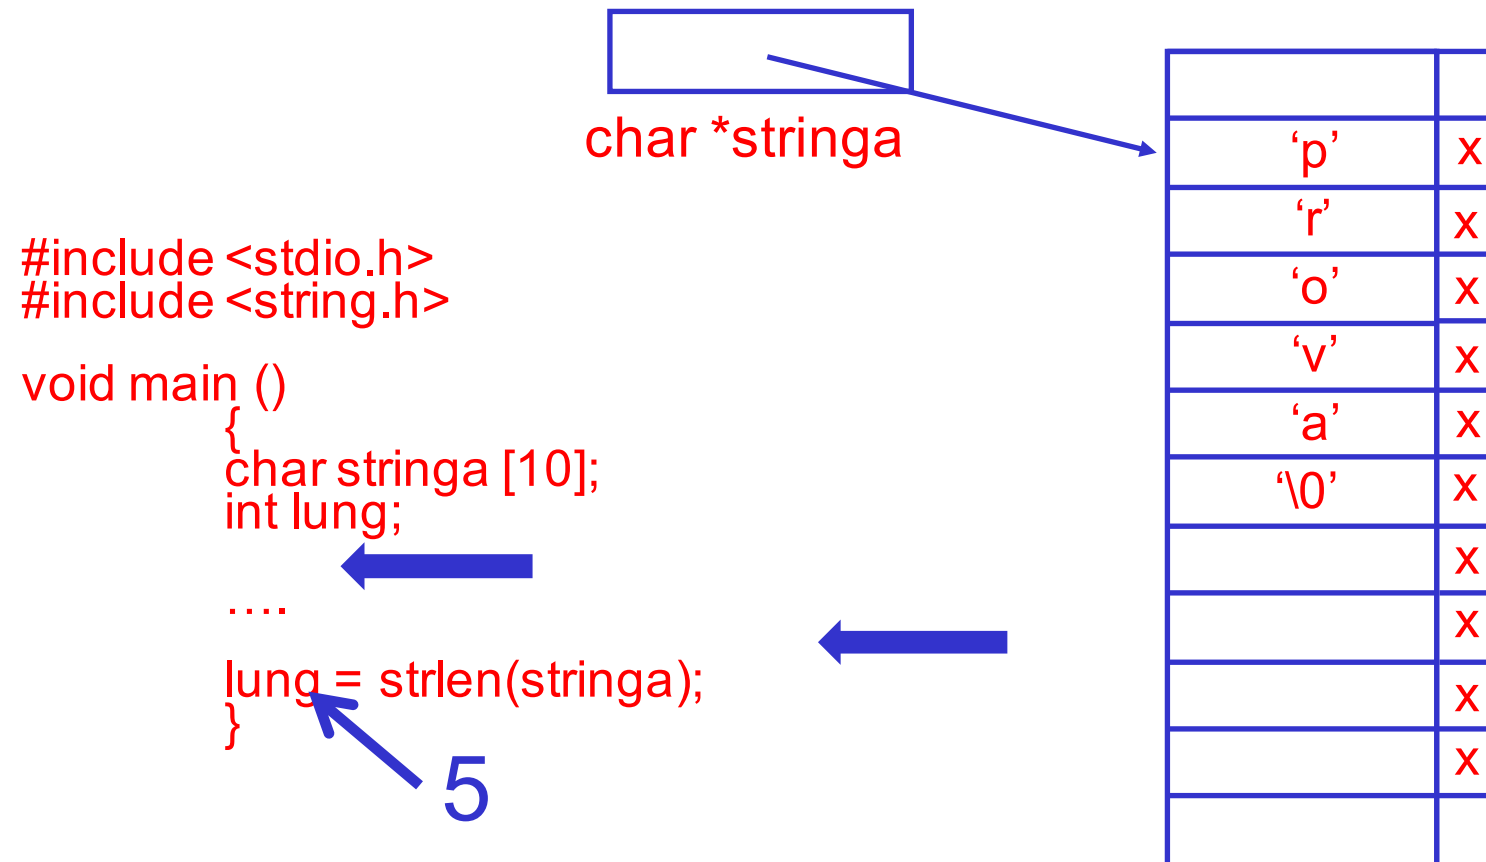 char *stringa
#include <stdio.h>
#include <string.h>
void main ()
{
char stringa [10];
int lung;
….
lung = strlen(stringa);
}
5
‘p’ x
‘r’ x
‘o’ x
‘v’ x
‘a’ x
‘\0’ x
x
x
x
x